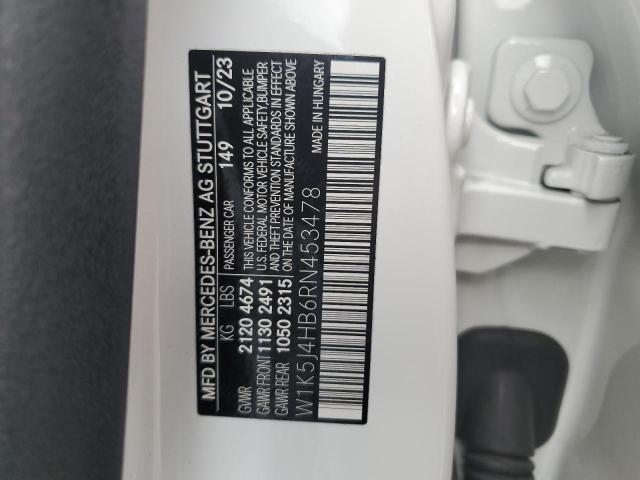 MFD BY MERCEDES-BENZ AG STUTTGART
KG LBS PASSENGER CAR 149 10/23
GVWR 2120 4674 THIS VEHICLE CONFORMS TO ALL APPLICABLE
GAWR FRONT 1130 2491 U.S. FEDERAL MOTOR VEHICLE SAFETY,BUMPER,
GAWR REAR 1050 2315 AND THEFT PREVENTION STANDARDS IN EFFECT
ON THE DATE OF MANUFACTURE SHOWN ABOVE
W1K5J4HB6RN453478 MADE IN HUNGARY